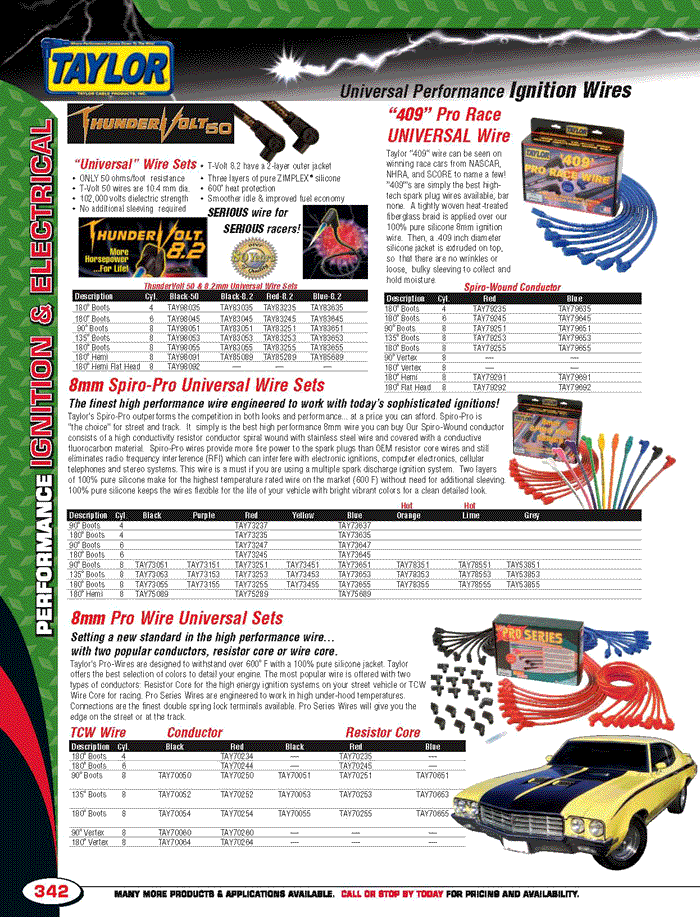 TAYLOR
TAYLOR CABLE PRODUCTS, INC.
Universal Performance Ignition Wires
PERFORMANCE IGNITION & ELECTRICAL
THUNDERVOLT 50
"Universal" Wire Sets
• ONLY 50 ohms/foot resistance
• T-Volt 50 wires are 10.4 mm dia.
• 102,000 volts dielectric strength
• No additional sleeving required
• T-Volt 8.2 have a 2-layer outer jacket
• Three layers of pure ZIMPLEX® silicone
• 600° heat protection
• Smoother idle & improved fuel economy
SERIOUS wire for
SERIOUS racers!
THUNDERVOLT
8.2
More
Horsepower
...For Life!
"409" Pro Race
UNIVERSAL Wire
Taylor "409" wire can be seen on
winning race cars from NASCAR,
NHRA, and SCORE to name a few!
"409"'s are simply the best high-
tech spark plug wires available, bar
none. A tightly woven heat-treated
fiberglass braid is applied over our
100% pure silicone 8mm ignition
wire. Then, a .409 inch diameter
silicone jacket is extruded on top,
so that there are no wrinkles or
loose, bulky sleeving to collect and
hold moisture.
TAYLOR
'409'
PRO RACE WIRE
ThunderVolt 50 & 8.2mm Universal Wire Sets
Description Cyl. Black-50 Black-8.2 Red-8.2 Blue-8.2
180° Boots 4 TAY98035 TAY83035 TAY83235 TAY83635
180° Boots 6 TAY98045 TAY83045 TAY83245 TAY83645
90° Boots 8 TAY98051 TAY83051 TAY83251 TAY83651
135° Boots 8 TAY98053 TAY83053 TAY83253 TAY83653
180° Boots 8 TAY98055 TAY83055 TAY83255 TAY83655
180° Hemi 8 TAY98091 TAY85089 TAY85289 TAY85689
180° Hemi Flat Head 8 TAY98092 ---- ---- ----
Spiro-Wound Conductor
Description Cyl. Red Blue
180° Boots 4 TAY79235 TAY79635
180° Boots 6 TAY79245 TAY79645
90° Boots 8 TAY79251 TAY79651
135° Boots 8 TAY79253 TAY79653
180° Boots 8 TAY79255 TAY79655
90° Vertex 8 ---- ----
180° Vertex 8 ---- ----
180° Hemi 8 TAY79291 TAY79691
180° Flat Head 8 TAY79292 TAY79692
8mm Spiro-Pro Universal Wire Sets
The finest high performance wire engineered to work with today's sophisticated ignitions!
Taylor's Spiro-Pro outperforms the competition in both looks and performance... at a price you can afford. Spiro-Pro is
"the choice" for street and track. It simply is the best high performance 8mm wire you can buy Our Spiro-Wound conductor
consists of a high conductivity resistor conductor spiral wound with stainless steel wire and covered with a conductive
fluorocarbon material. Spiro-Pro wires provide more fire power to the spark plugs than OEM resistor core wires and still
eliminates radio frequency interference (RFI) which can interfere with electronic ignitions, computer electronics, cellular
telephones and stereo systems. This wire is a must if you are using a multiple spark discharge ignition system. Two layers
of 100% pure silicone make for the highest temperature rated wire on the market (600 F) without need for additional sleeving.
100% pure silicone keeps the wires flexible for the life of your vehicle with bright vibrant colors for a clean detailed look.
Hot Hot
Description Cyl. Black Purple Red Yellow Blue Orange Lime Grey
90° Boots 4 TAY73237 TAY73637
180° Boots 4 TAY73235 TAY73635
90° Boots 6 TAY73247 TAY73647
180° Boots 6 TAY73245 TAY73645
90° Boots 8 TAY73051 TAY73151 TAY73251 TAY73451 TAY73651 TAY78351 TAY78551 TAY53851
135° Boots 8 TAY73053 TAY73153 TAY73253 TAY73453 TAY73653 TAY78353 TAY78553 TAY53853
180° Boots 8 TAY73055 TAY73155 TAY73255 TAY73455 TAY73655 TAY78355 TAY78555 TAY53855
180° Hemi 8 TAY75089 TAY75289 TAY75689
8mm Pro Wire Universal Sets
Setting a new standard in the high performance wire...
with two popular conductors, resistor core or wire core.
Taylor's Pro-Wires are designed to withstand over 600° F with a 100% pure silicone jacket. Taylor
offers the best selection of colors to detail your engine. The most popular wire is offered with two
types of conductors: Resistor Core for the high energy ignition systems on your street vehicle or TCW
Wire Core for racing. Pro Series Wires are engineered to work in high under-hood temperatures.
Connections are the finest double spring lock terminals available. Pro Series Wires will give you the
edge on the street or at the track.
PRO SERIES
TCW Wire Conductor Resistor Core
Description Cyl. Black Red Black Red Blue
180° Boots 4 TAY70234 ---- TAY70235 ----
180° Boots 6 TAY70244 ---- TAY70245 ----
90° Boots 8 TAY70050 TAY70250 TAY70051 TAY70251 TAY70651
135° Boots 8 TAY70052 TAY70252 TAY70053 TAY70253 TAY70653
180° Boots 8 TAY70054 TAY70254 TAY70055 TAY70255 TAY70655
90° Vertex 8 TAY70060 TAY70260 ---- ---- ----
180° Vertex 8 TAY70064 TAY70264 ---- ---- ----
342
MANY MORE PRODUCTS & APPLICATIONS AVAILABLE. CALL OR STOP BY TODAY FOR PRICING AND AVAILABILITY.